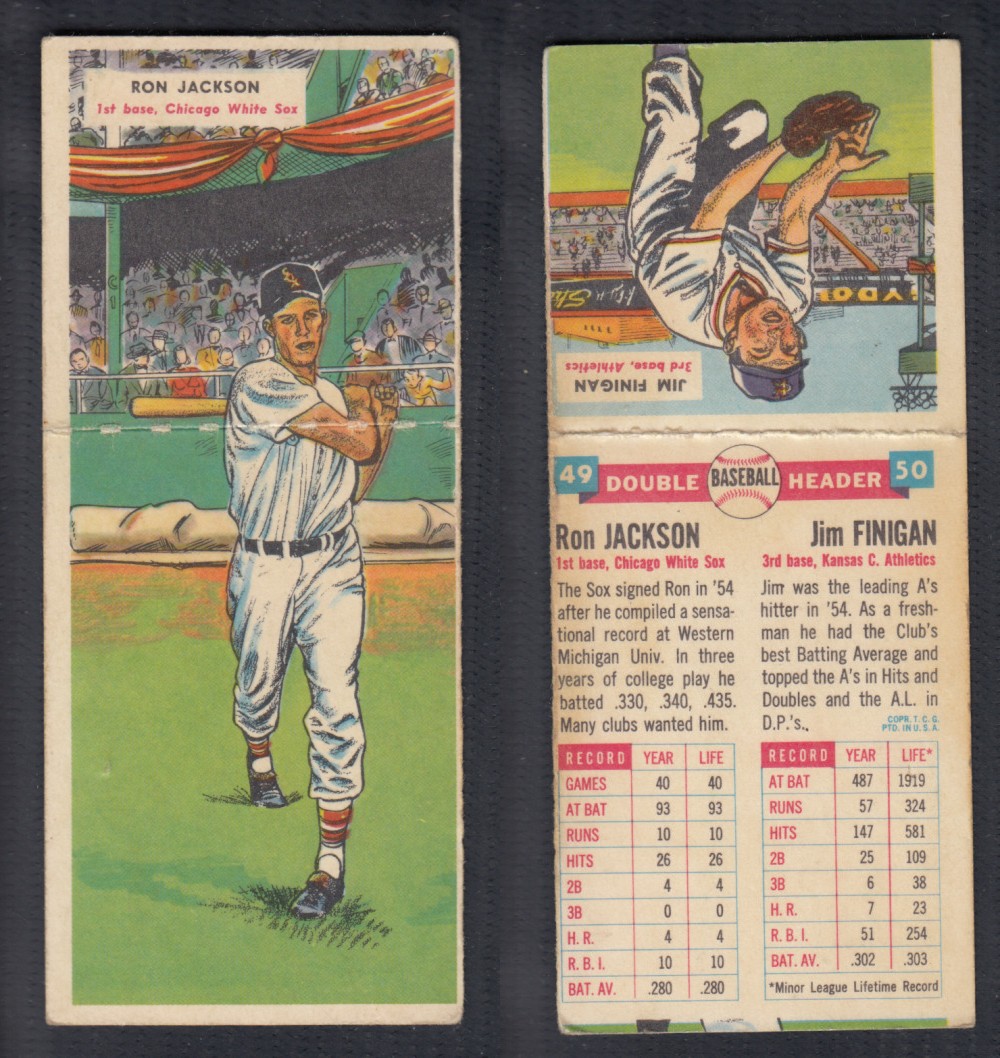 RON JACKSON
1st base, Chicago White Sox
SOX
JIM FINIGAN
3rd base, Athletics
49 DOUBLE BASEBALL HEADER 50
Ron JACKSON
1st base, Chicago White Sox
The Sox signed Ron in '54
after he compiled a sensa-
tional record at Western
Michigan Univ. In three
years of college play he
batted .330, .340, .435.
Many clubs wanted him.
Jim FINIGAN
3rd base, Kansas C. Athletics
Jim was the leading A's
hitter in '54. As a fresh-
man he had the Club's
best Batting Average and
topped the A's in Hits and
Doubles and the A.L. in
D.P.'s.
COPR. T. C. G.
PTD. IN U. S. A.
RECORD YEAR LIFE
GAMES 40 40
AT BAT 93 93
RUNS 10 10
HITS 26 26
2B 4 4
3B 0 0
H. R. 4 4
R. B. I. 10 10
BAT. AV. .280 .280
RECORD YEAR LIFE*
AT BAT 487 1919
RUNS 57 324
HITS 147 581
2B 25 109
3B 6 38
H. R. 7 23
R. B. I. 51 254
BAT. AV. .302 .303
*Minor League Lifetime Record